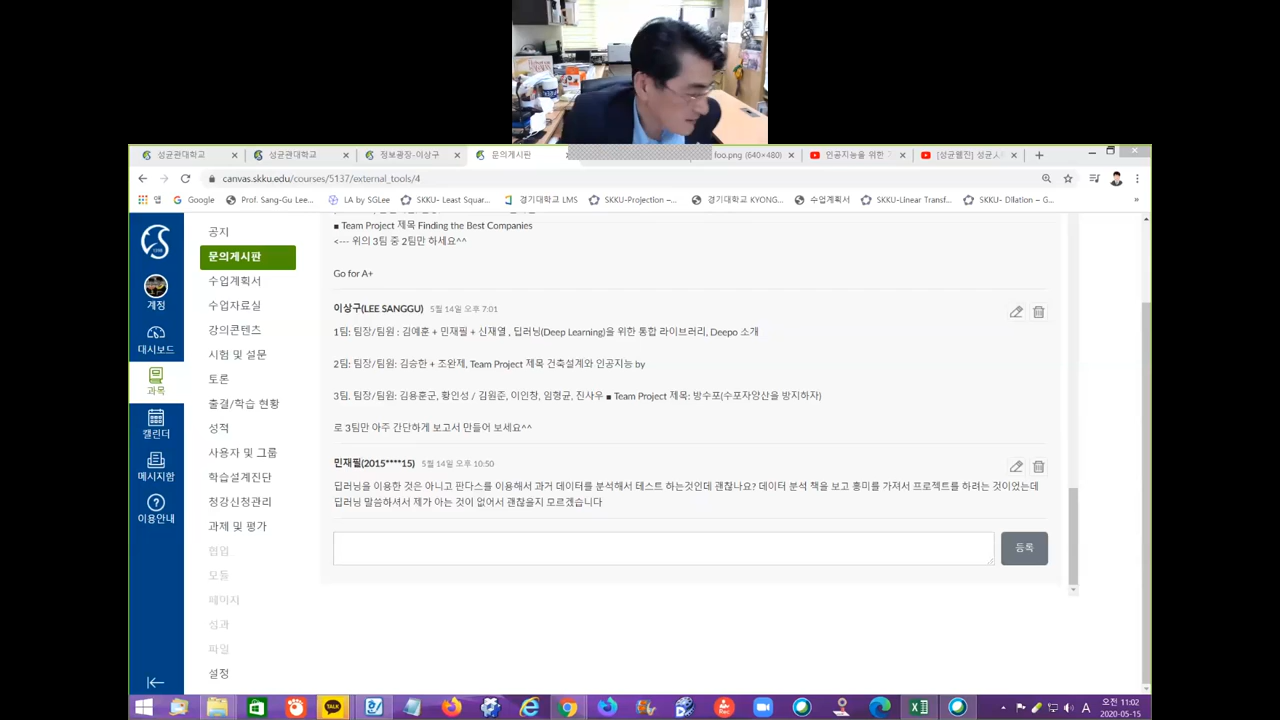 성균관대학교
성균관대학교
정보광장-이상구
문의게시판
foo.png (640×480)
인공지능을 위한 기
[성균웹진] 성균人
canvas.skku.edu/courses/5137/external_tools/4
앱
Google
Prof. Sang-Gu Lee...
LA by SGLee
SKKU- Least Squar...
경기대학교 LMS
SKKU-Projection –...
경기대학교 KYONG...
수업계획서
SKKU-Linear Transf...
SKKU- Dilation – G...
»
계정
대시보드
과목
캘린더
메시지함
이용안내
공지
문의게시판
수업계획서
수업자료실
강의콘텐츠
시험 및 설문
토론
출결/학습 현황
성적
사용자 및 그룹
학습설계진단
청강신청관리
과제 및 평가
협업
모듈
페이지
성과
파일
설정
■ Team Project 제목 Finding the Best Companies
<--- 위의 3팀 중 2팀만 하세요^^
Go for A+
이상구(LEE SANGGU) 5월 14일 오후 7:01
1팀: 팀장/팀원 : 김예훈 + 민재필 + 신재열 , 딥러닝(Deep Learning)을 위한 통합 라이브러리, Deepo 소개
2팀: 팀장/팀원: 김승한 + 조완제, Team Project 제목 건축설계와 인공지능 by
3팀. 팀장/팀원: 김용훈군, 황인성 / 김원준, 이인창, 임형균, 진사우 ■ Team Project 제목: 방수포(수포자양산을 방지하자)
로 3팀만 아주 간단하게 보고서 만들어 보세요^^
민재필(2015****15) 5월 14일 오후 10:50
딥러닝을 이용한 것은 아니고 판다스를 이용해서 과거 데이터를 분석해서 테스트 하는것인데 괜찮나요? 데이터 분석 책을 보고 흥미를 가져서 프로젝트를 하려는 것이었는데
딥러닝 말씀하셔서 제가 아는 것이 없어서 괜찮을지 모르겠습니다
등록
TALK
Rec
A
오전 11:02
2020-05-15